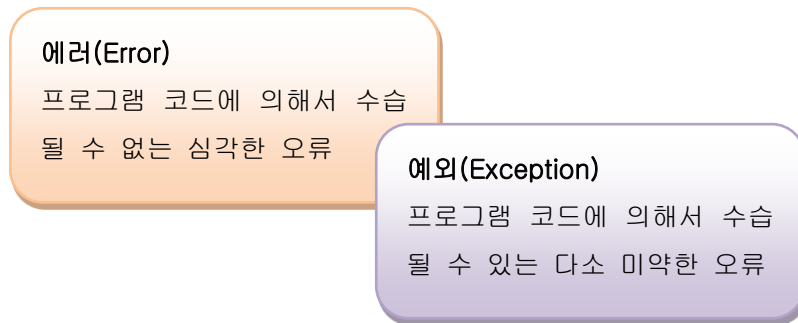 에러(Error)
프로그램 코드에 의해서 수습
될 수 없는 심각한 오류
예외(Exception)
프로그램 코드에 의해서 수습
될 수 있는 다소 미약한 오류